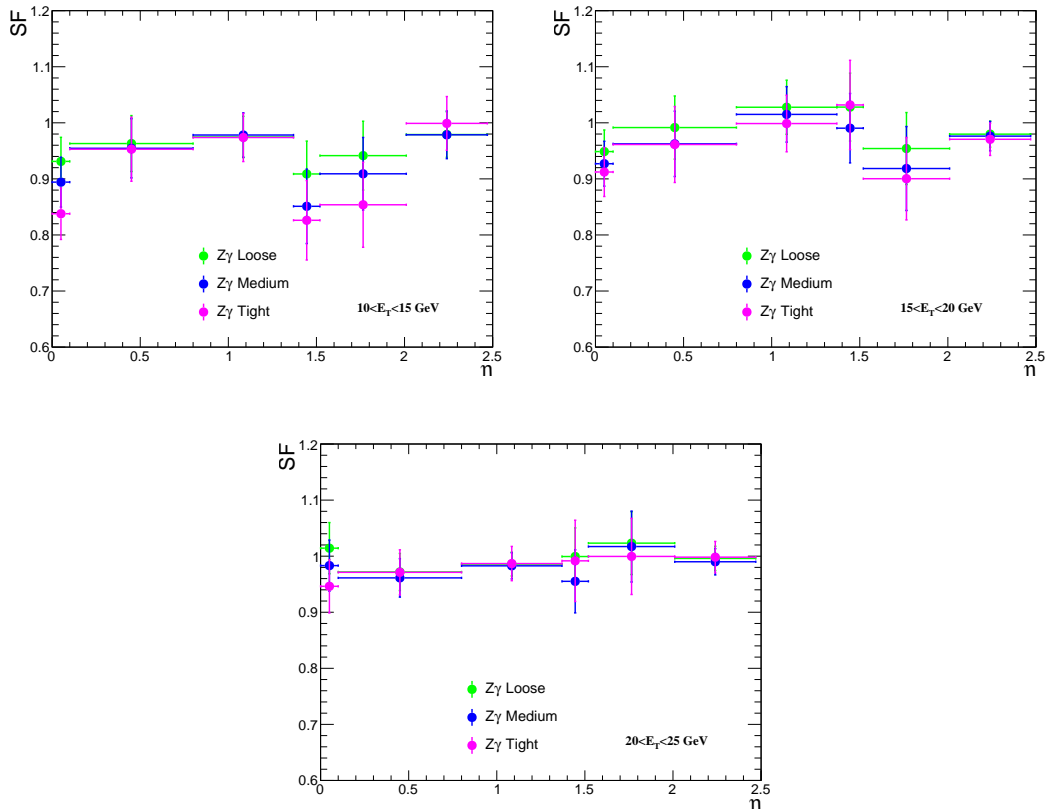 SF
1.2
1.1
1
0.9
0.8
0.7
0.6
Zγ Loose
Zγ Medium
Zγ Tight
10<E_T<15 GeV
0 0.5 1 1.5 2 2.5
η
SF
1.2
1.1
1
0.9
0.8
0.7
0.6
Zγ Loose
Zγ Medium
Zγ Tight
15<E_T<20 GeV
0 0.5 1 1.5 2 2.5
η
SF
1.2
1.1
1
0.9
0.8
0.7
0.6
Zγ Loose
Zγ Medium
Zγ Tight
20<E_T<25 GeV
0 0.5 1 1.5 2 2.5
η